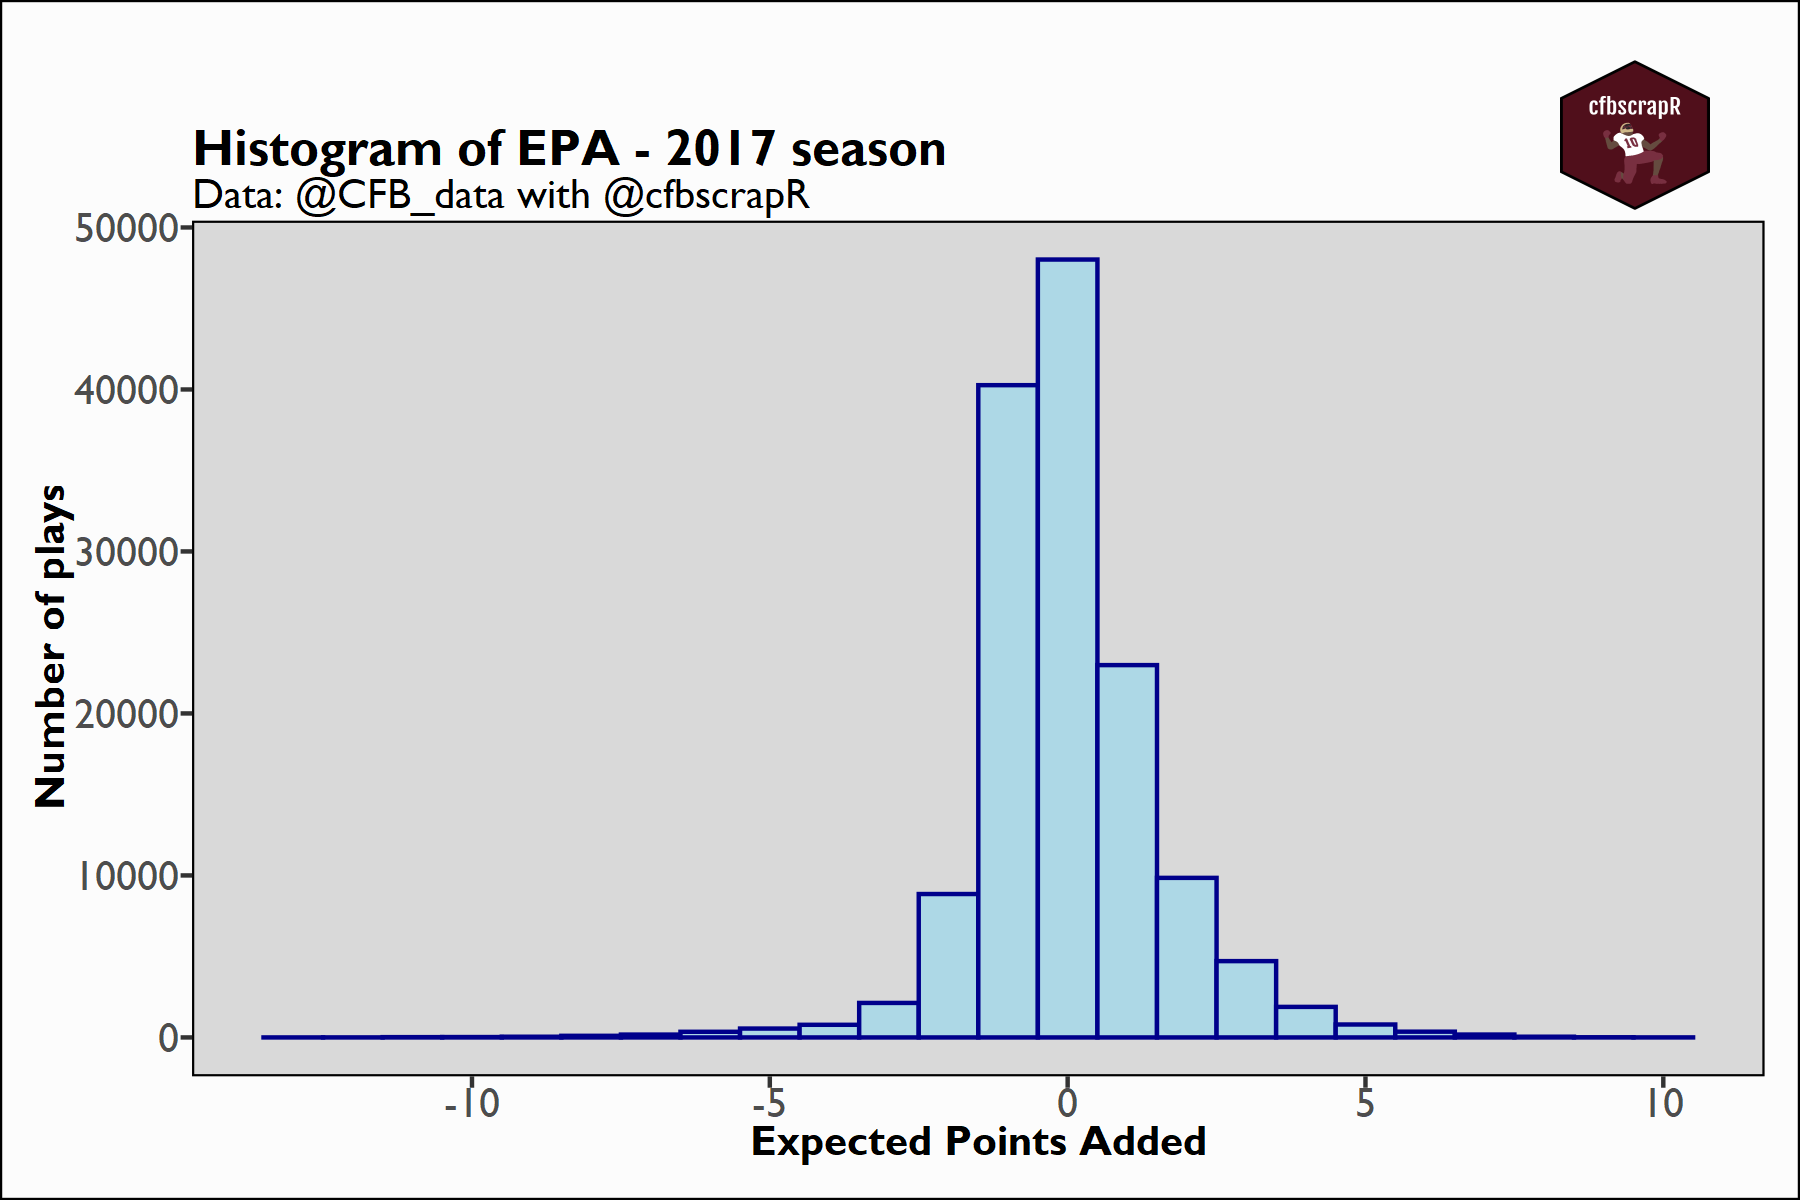 cfbscrapR
10
Histogram of EPA - 2017 season
Data: @CFB_data with @cfbscrapR
50000
40000
30000
20000
10000
0
Number of plays
-10
-5
0
5
10
Expected Points Added